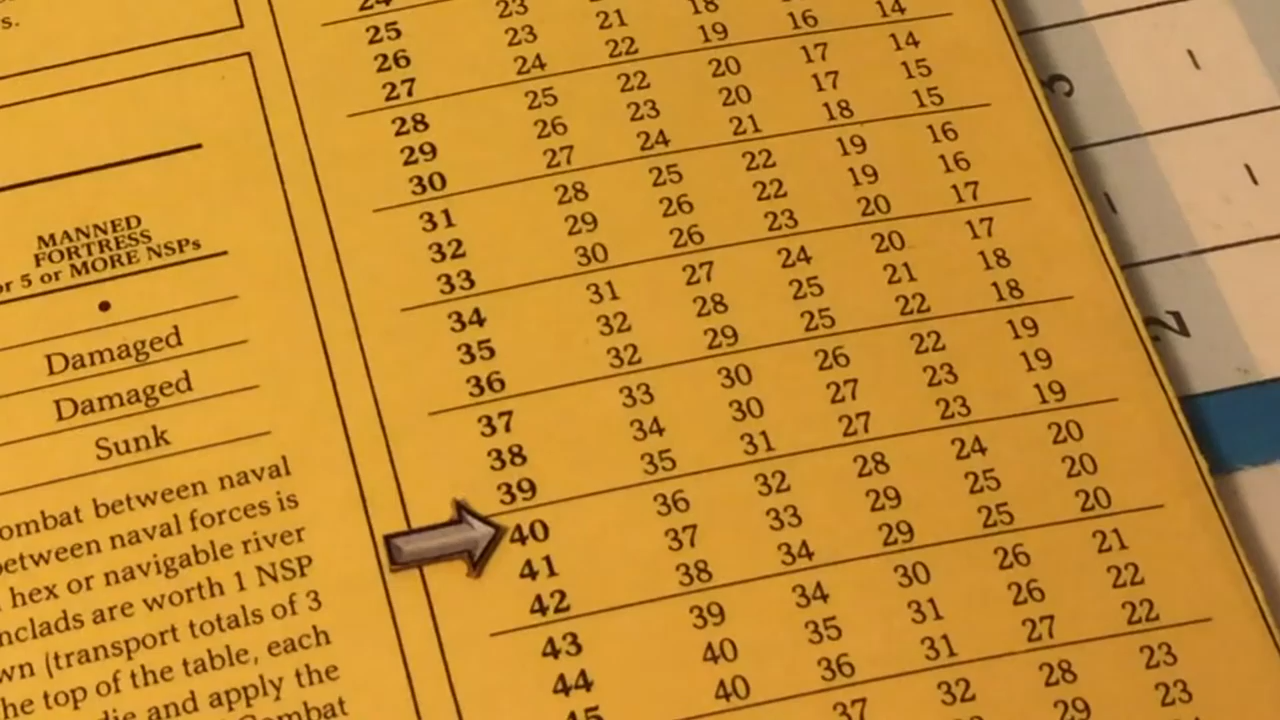 s.
MANNED
FORTRESS
or 5 or MORE NSPs
•
Damaged
Damaged
Sunk
ombat between naval
etween naval forces is
hex or navigable river
nclads are worth 1 NSP
wn (transport totals of 3
he top of the table, each
die and apply the
ombat
24
25 23
26 23 21 18
27 24 22 19 16 14
28 25 22 20 17 14
29 26 23 20 17 15
30 27 24 21 18 15
31 28 25 22 19 16
32 29 26 22 19 16
33 30 26 23 20 17
34 31 27 24 20 17
35 32 28 25 21 18
36 32 29 25 22 18
37 33 30 26 22 19
38 34 30 27 23 19
39 35 31 27 23 19
40 36 32 28 24 20
41 37 33 29 25 20
42 38 34 29 25 20
43 39 34 30 26 21
44 40 35 31 26 22
45 40 36 31 27 22
37 32 28 23
29 23
3
2